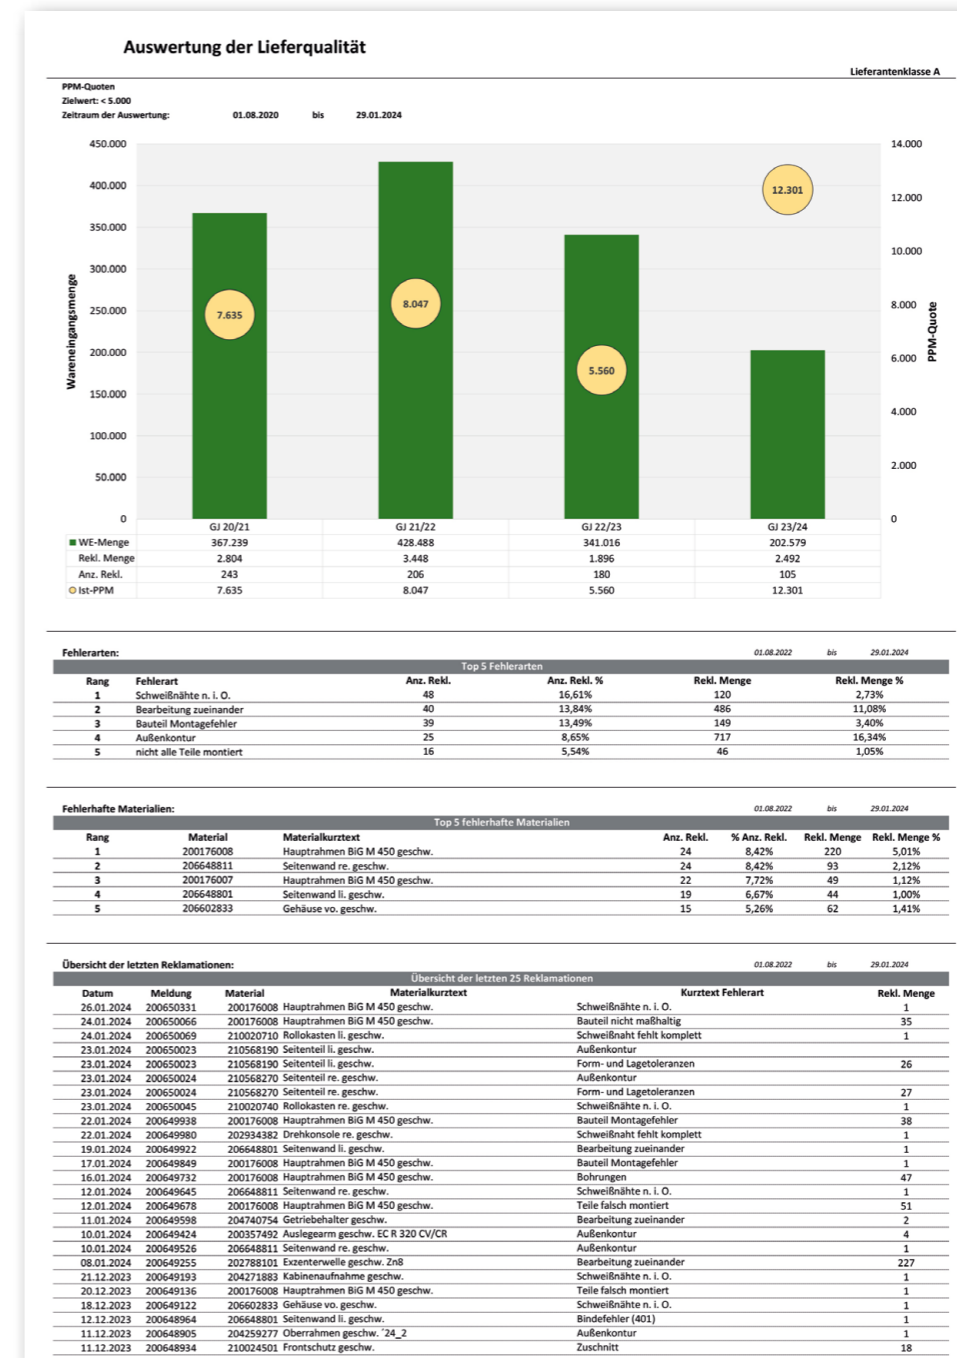 Auswertung der Lieferqualität
Lieferantenklasse A
PPM-Quoten
Zielwert: < 5.000
Zeitraum der Auswertung: 01.08.2020 bis 29.01.2024
450.000 14.000
400.000 12.301 12.000
350.000 10.000
300.000
250.000 7.635 8.047 8.000
200.000 5.560 6.000
150.000 4.000
100.000
50.000 2.000
0 0
Wareneingangsmenge
PPM-Quote
GJ 20/21 GJ 21/22 GJ 22/23 GJ 23/24
WE-Menge 367.239 428.488 341.016 202.579
Rekl. Menge 2.804 3.448 1.896 2.492
Anz. Rekl. 243 206 180 105
Ist-PPM 7.635 8.047 5.560 12.301
Fehlerarten: 01.08.2022 bis 29.01.2024
Top 5 Fehlerarten
Rang Fehlerart Anz. Rekl. Anz. Rekl. % Rekl. Menge Rekl. Menge %
1 Schweißnähte n. i. O. 48 16,61% 120 2,73%
2 Bearbeitung zueinander 40 13,84% 486 11,08%
3 Bauteil Montagefehler 39 13,49% 149 3,40%
4 Außenkontur 25 8,65% 717 16,34%
5 nicht alle Teile montiert 16 5,54% 46 1,05%
Fehlerhafte Materialien: 01.08.2022 bis 29.01.2024
Top 5 fehlerhafte Materialien
Rang Material Materialkurztext Anz. Rekl. % Anz. Rekl. Rekl. Menge Rekl. Menge %
1 200176008 Hauptrahmen BiG M 450 geschw. 24 8,42% 220 5,01%
2 206648811 Seitenwand re. geschw. 24 8,42% 93 2,12%
3 200176007 Hauptrahmen BiG M 450 geschw. 22 7,72% 49 1,12%
4 206648801 Seitenwand li. geschw. 19 6,67% 44 1,00%
5 206602833 Gehäuse vo. geschw. 15 5,26% 62 1,41%
Übersicht der letzten Reklamationen: 01.08.2022 bis 29.01.2024
Übersicht der letzten 25 Reklamationen
Datum Meldung Material Materialkurztext Kurztext Fehlerart Rekl. Menge
26.01.2024 200650331 200176008 Hauptrahmen BiG M 450 geschw. Schweißnähte n. i. O. 1
24.01.2024 200650066 200176008 Hauptrahmen BiG M 450 geschw. Bauteil nicht maßhaltig 35
24.01.2024 200650069 210020710 Rollokasten li. geschw. Schweißnaht fehlt komplett 1
23.01.2024 200650023 210568190 Seitenteil li. geschw. Außenkontur
23.01.2024 200650023 210568190 Seitenteil li. geschw. Form- und Lagetoleranzen 26
23.01.2024 200650024 210568270 Seitenteil re. geschw. Außenkontur
23.01.2024 200650024 210568270 Seitenteil re. geschw. Form- und Lagetoleranzen 27
23.01.2024 200650045 210020740 Rollokasten re. geschw. Schweißnähte n. i. O. 1
22.01.2024 200649938 200176008 Hauptrahmen BiG M 450 geschw. Bauteil Montagefehler 38
22.01.2024 200649980 202934382 Drehkonsole re. geschw. Schweißnaht fehlt komplett 1
19.01.2024 200649922 206648801 Seitenwand li. geschw. Bearbeitung zueinander 1
17.01.2024 200649849 200176008 Hauptrahmen BiG M 450 geschw. Bauteil Montagefehler 1
16.01.2024 200649732 200176008 Hauptrahmen BiG M 450 geschw. Bohrungen 47
12.01.2024 200649645 206648811 Seitenwand re. geschw. Schweißnähte n. i. O. 1
12.01.2024 200649678 200176008 Hauptrahmen BiG M 450 geschw. Teile falsch montiert 51
11.01.2024 200649598 204740754 Getriebehalter geschw. Bearbeitung zueinander 2
10.01.2024 200649424 200357492 Auslegearm geschw. EC R 320 CV/CR Außenkontur 4
10.01.2024 200649526 206648811 Seitenwand re. geschw. Außenkontur 1
08.01.2024 200649255 202788101 Exzenterwelle geschw. Zn8 Bearbeitung zueinander 227
21.12.2023 200649193 204271883 Kabinenaufnahme geschw. Schweißnähte n. i. O. 1
20.12.2023 200649136 200176008 Hauptrahmen BiG M 450 geschw. Teile falsch montiert 1
18.12.2023 200649122 206602833 Gehäuse vo. geschw. Schweißnähte n. i. O. 1
12.12.2023 200648964 206648801 Seitenwand li. geschw. Bindefehler (401) 1
11.12.2023 200648905 204259277 Oberrahmen geschw. ´24_2 Außenkontur 1
11.12.2023 200648934 210024501 Frontschutz geschw. Zuschnitt 18